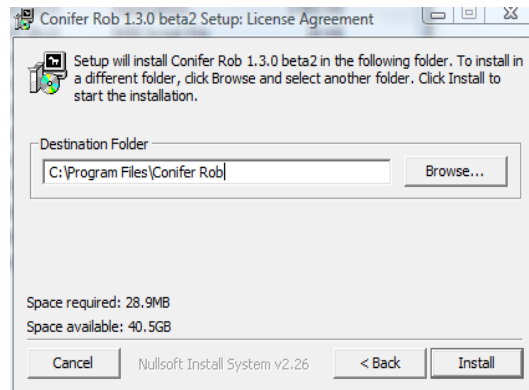 Conifer Rob 1.3.0 beta2 Setup: License Agreement
Setup will install Conifer Rob 1.3.0 beta2 in the following folder. To install in
a different folder, click Browse and select another folder. Click Install to
start the installation.
Destination Folder
C:\Program Files\Conifer Rob
Browse...
Space required: 28.9MB
Space available: 40.5GB
Cancel
Nullsoft Install System v2.26
< Back
Install